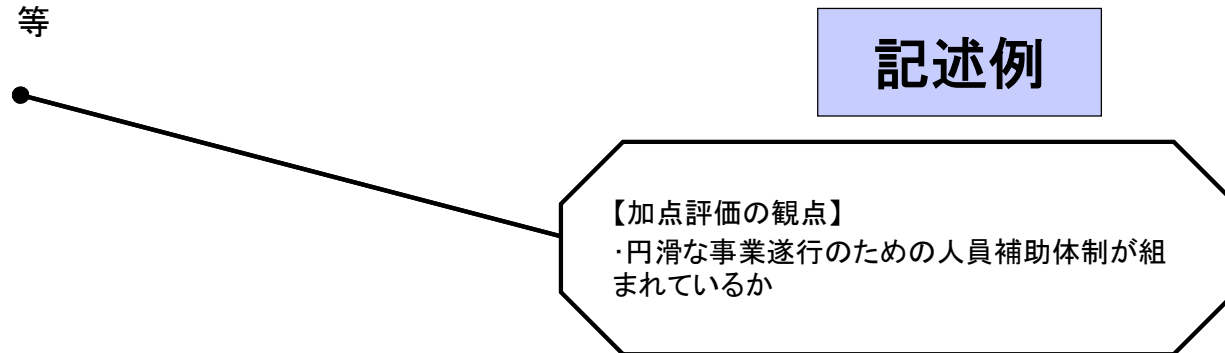 等
記述例
【加点評価の観点】
・円滑な事業遂行のための人員補助体制が組
まれているか